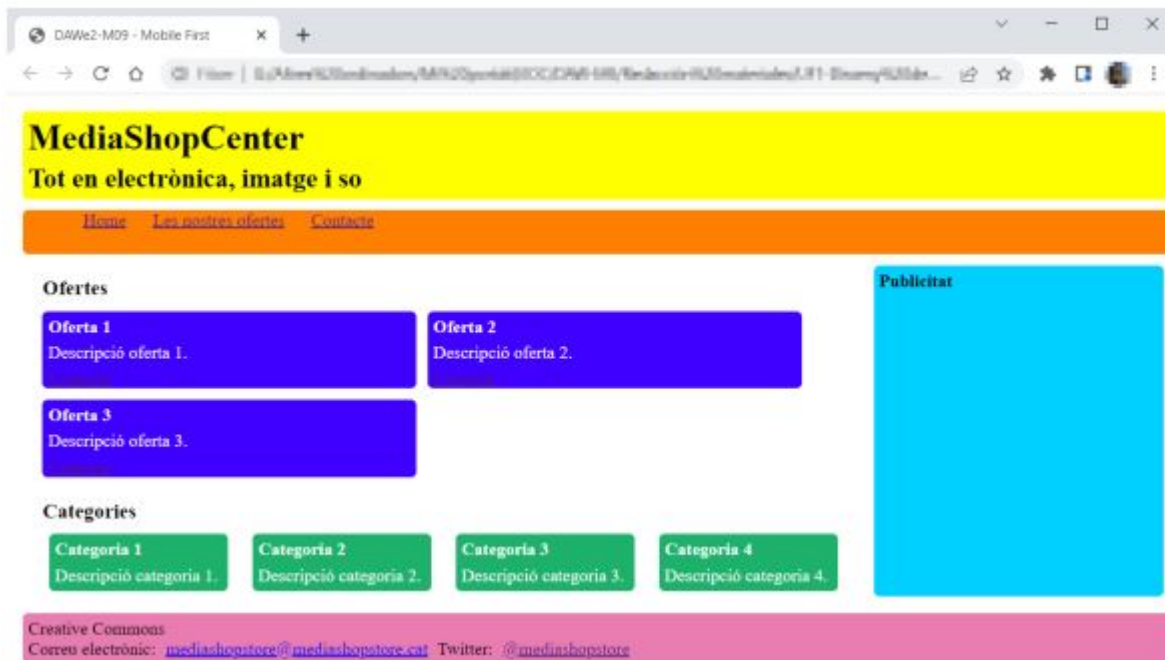 DAWe2-M09 - Mobile First
MediaShopCenter
Tot en electrònica, imatge i so
Home Les nostres ofertes Contacte
Ofertes
Publicitat
Oferta 1
Descripció oferta 1.
Oferta 2
Descripció oferta 2.
Oferta 3
Descripció oferta 3.
Categories
Categoria 1
Descripció categoria 1.
Categoria 2
Descripció categoria 2.
Categoria 3
Descripció categoria 3.
Categoria 4
Descripció categoria 4.
Creative Commons
Correu electrònic: mediashopstore@mediashopstore.cat Twitter: @mediashopstore